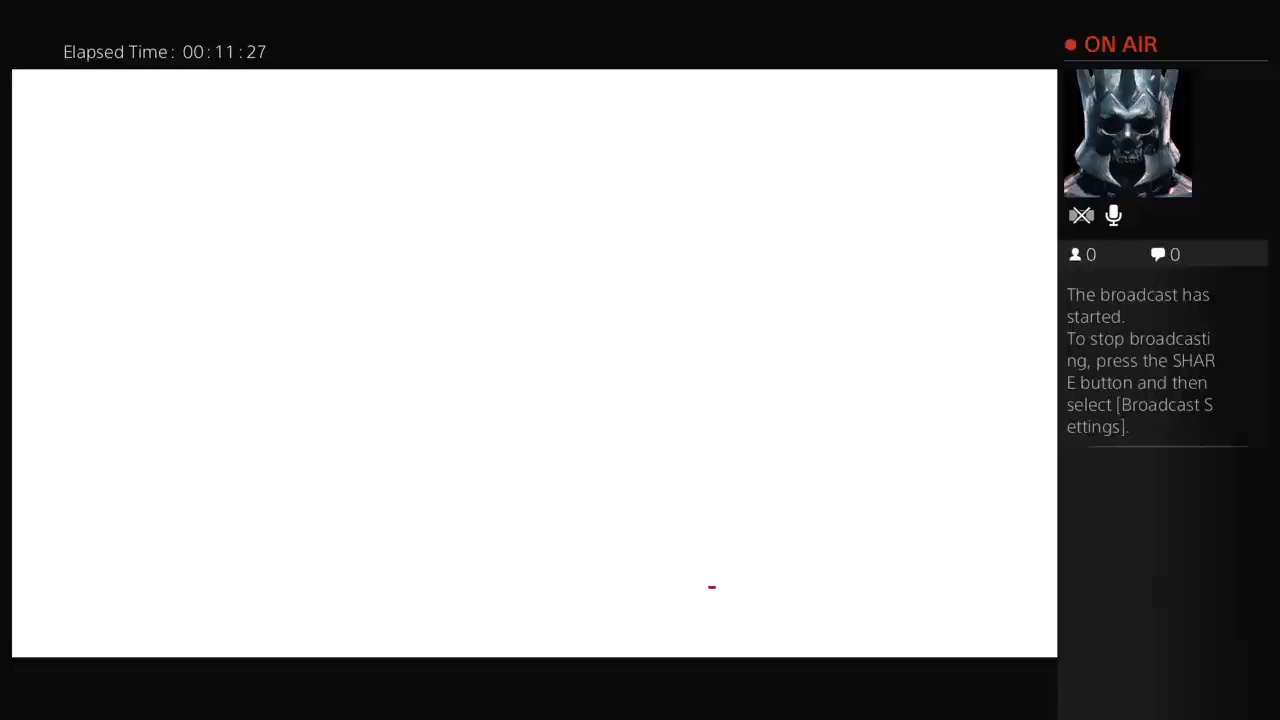 Elapsed Time: 00:11:27
ON AIR
0 0
The broadcast has
started.
To stop broadcasti
ng, press the SHAR
E button and then
select [Broadcast S
ettings].